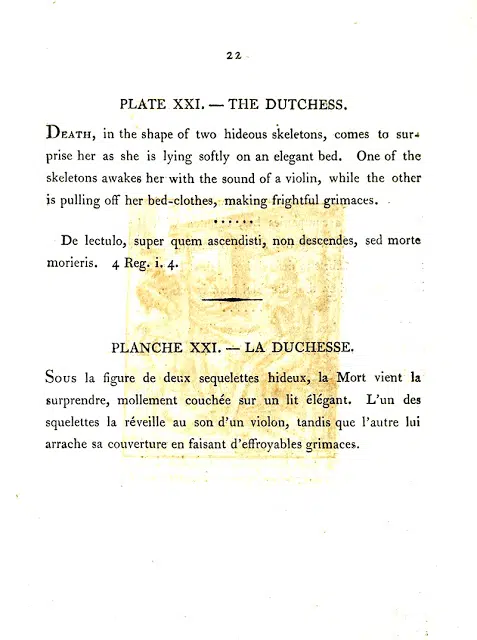 22
PLATE XXI. — THE DUTCHESS.
DEATH, in the shape of two hideous skeletons, comes to sur-
prise her as she is lying softly on an elegant bed. One of the
skeletons awakes her with the sound of a violin, while the other
is pulling off her bed-clothes, making frightful grimaces.
De lectulo, super quem ascendisti, non descendes, sed morte
morieris. 4 Reg. i. 4.
PLANCHE XXI. — LA DUCHESSE.
Sous la figure de deux sequelettes hideux, la Mort vient la
surprendre, mollement couchée sur un lit élégant. L'un des
squelettes la réveille au son d'un violon, tandis que l'autre lui
arrache sa couverture en faisant d'effroyables grimaces.